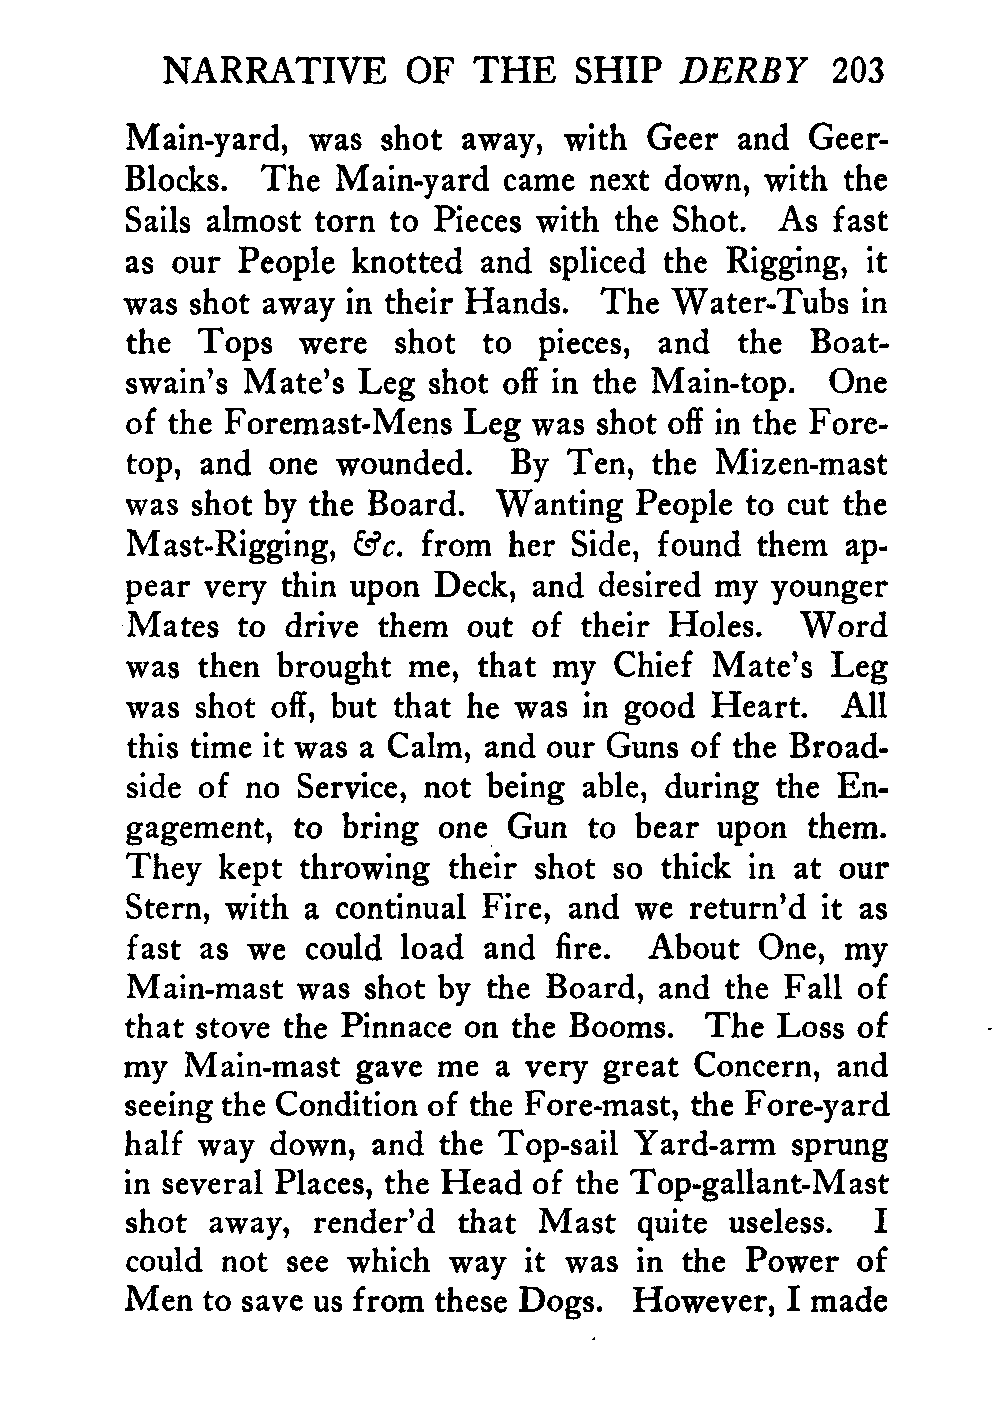 NARRATIVE OF THE SHIP DERBY 203
Main-yard, was shot away, with Geer and Geer-
Blocks. The Main-yard came next down, with the
Sails almost torn to Pieces with the Shot. As fast
as our People knotted and spliced the Rigging, it
was shot away in their Hands. The Water-Tubs in
the Tops were shot to pieces, and the Boat-
swain's Mate's Leg shot off in the Main-top. One
of the Foremast-Mens Leg was shot off in the Fore-
top, and one wounded. By Ten, the Mizen-mast
was shot by the Board. Wanting People to cut the
Mast-Rigging, &c. from her Side, found them ap-
pear very thin upon Deck, and desired my younger
Mates to drive them out of their Holes. Word
was then brought me, that my Chief Mate's Leg
was shot off, but that he was in good Heart. All
this time it was a Calm, and our Guns of the Broad-
side of no Service, not being able, during the En-
gagement, to bring one Gun to bear upon them.
They kept throwing their shot so thick in at our
Stern, with a continual Fire, and we return'd it as
fast as we could load and fire. About One, my
Main-mast was shot by the Board, and the Fall of
that stove the Pinnace on the Booms. The Loss of
my Main-mast gave me a very great Concern, and
seeing the Condition of the Fore-mast, the Fore-yard
half way down, and the Top-sail Yard-arm sprung
in several Places, the Head of the Top-gallant-Mast
shot away, render'd that Mast quite useless. I
could not see which way it was in the Power of
Men to save us from these Dogs. However, I made